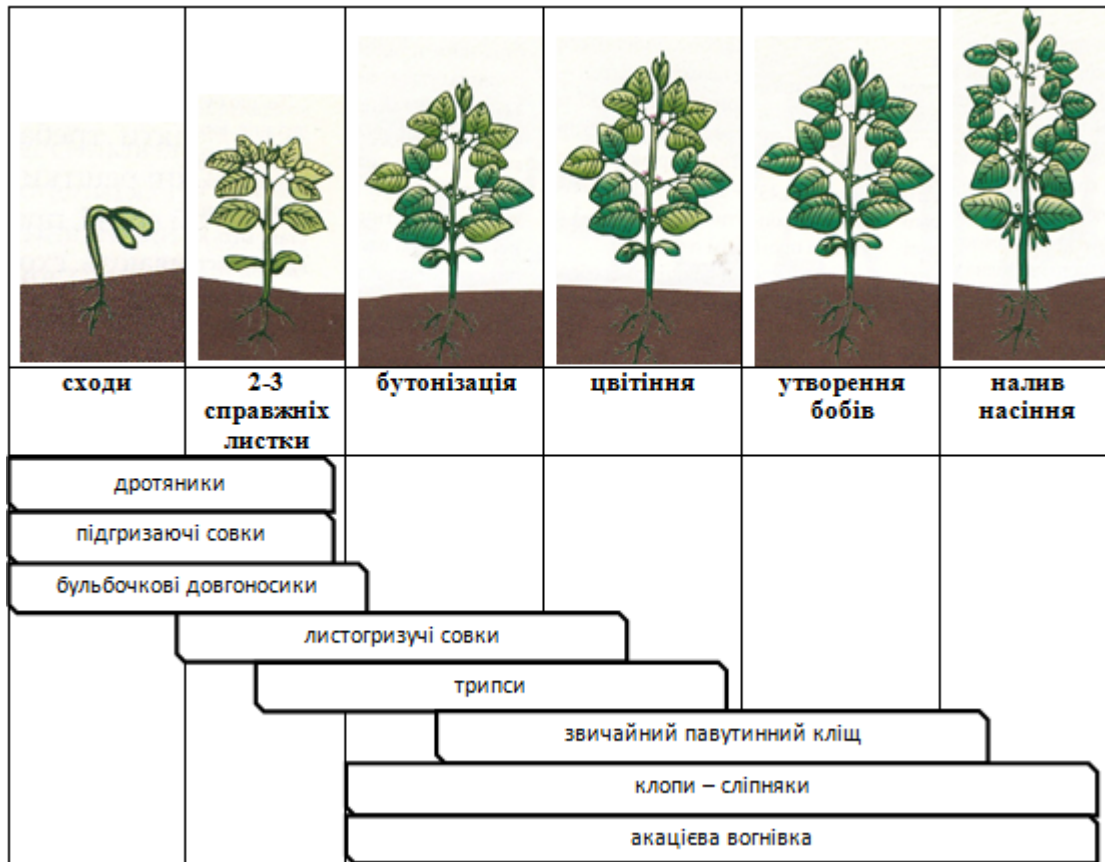 сходи
2-3
справжніх
листки
бутонізація
цвітіння
утворення
бобів
налив
насіння
дротяники
підгризаючі совки
бульбочкові довгоносики
листогризучі совки
трипси
звичайний павутинний кліщ
клопи – сліпняки
акацієва вогнівка